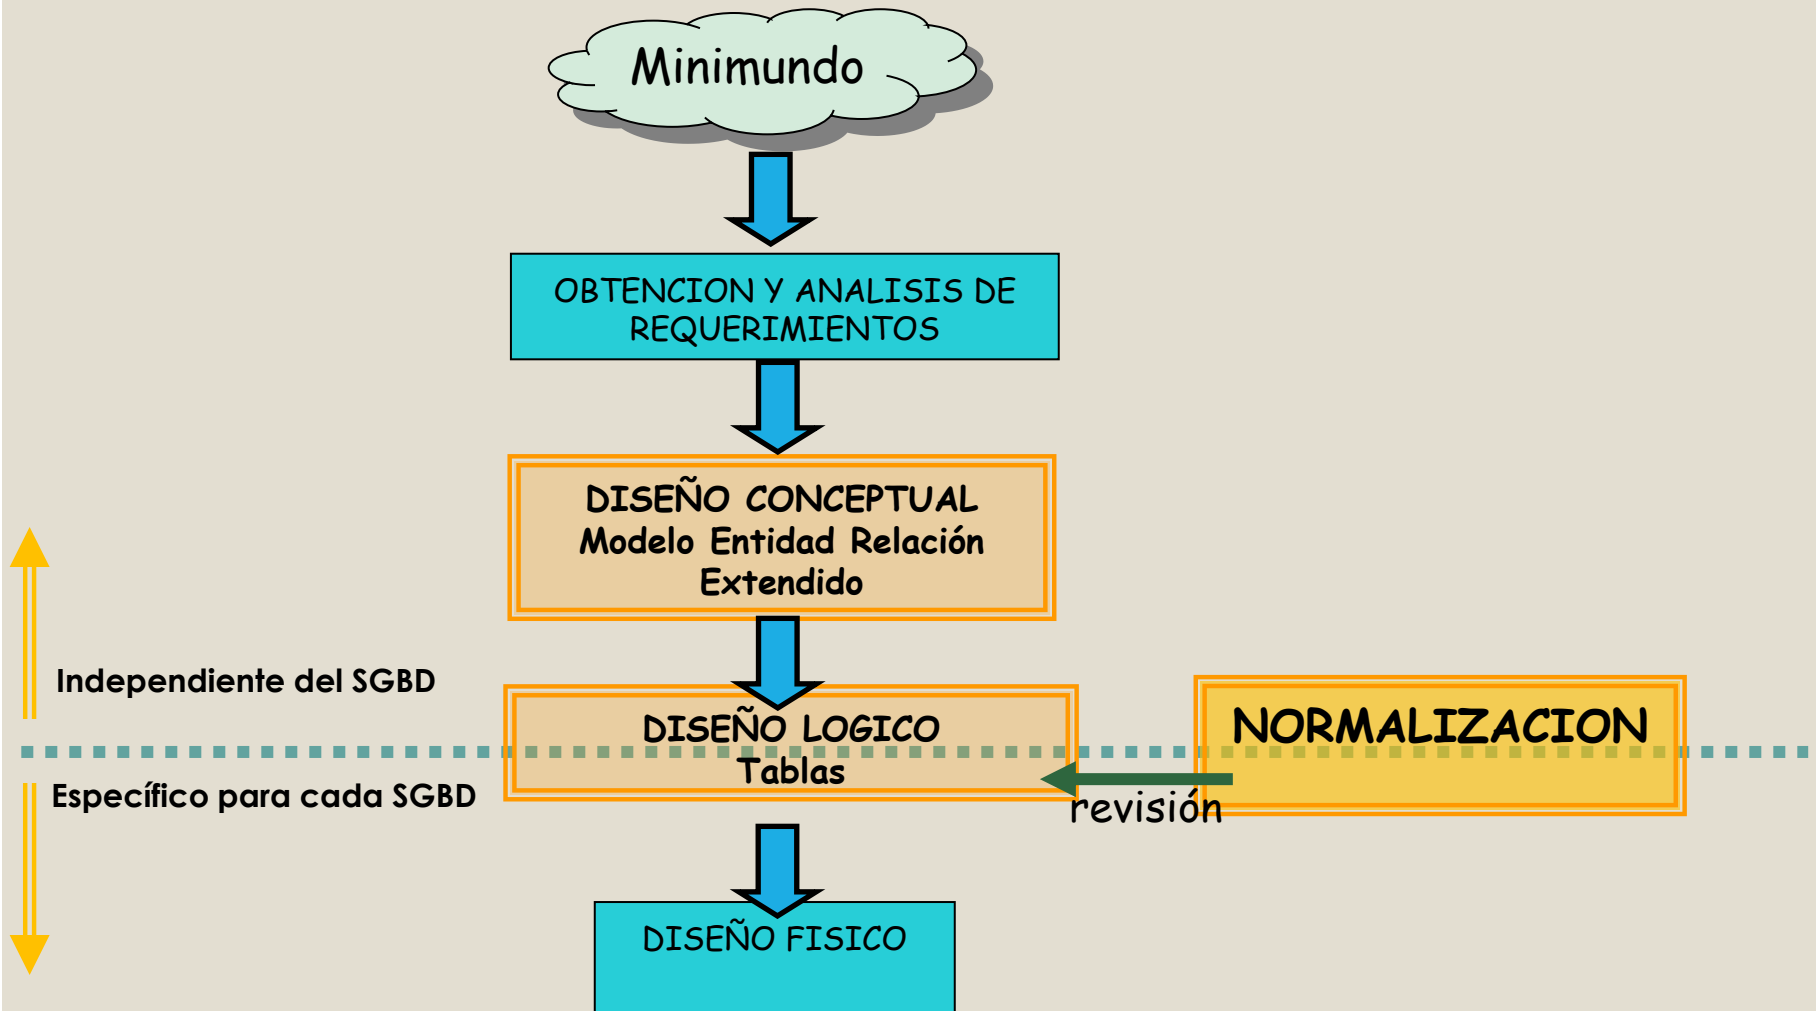 Minimundo
OBTENCION Y ANALISIS DE
REQUERIMIENTOS
DISEÑO CONCEPTUAL
Modelo Entidad Relación
Extendido
Independiente del SGBD
DISEÑO LOGICO
Tablas
NORMALIZACION
revisión
Específico para cada SGBD
DISEÑO FISICO